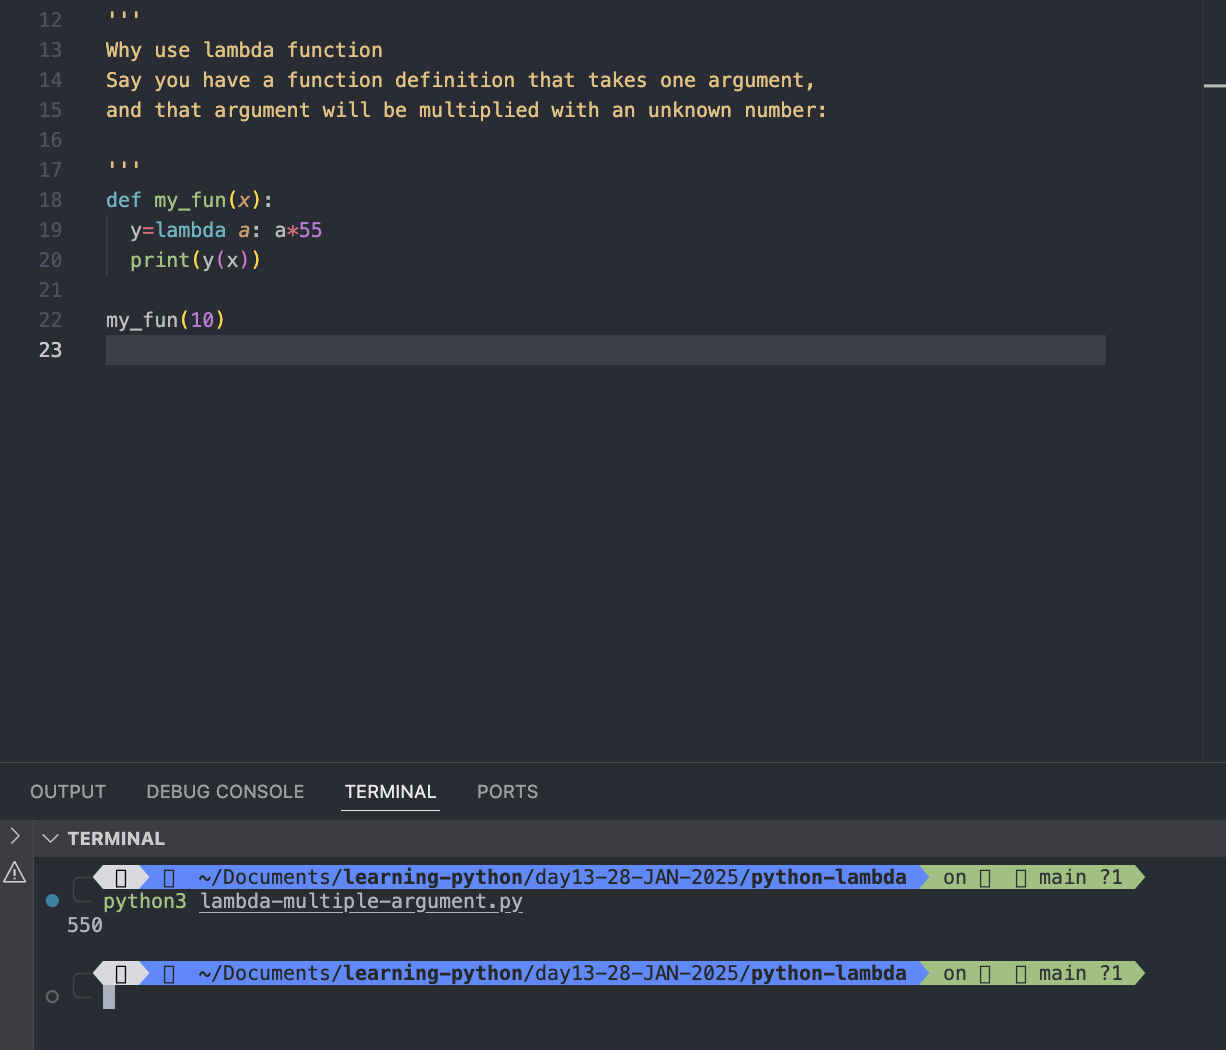 12 '''
13 Why use lambda function
14 Say you have a function definition that takes one argument,
15 and that argument will be multiplied with an unknown number:
16
17 '''
18 def my_fun(x):
19   y=lambda a: a*55
20   print(y(x))
21
22 my_fun(10)
23
OUTPUT DEBUG CONSOLE TERMINAL PORTS
TERMINAL
~/Documents/learning-python/day13-28-JAN-2025/python-lambda on main ?1
python3 lambda-multiple-argument.py
550
~/Documents/learning-python/day13-28-JAN-2025/python-lambda on main ?1